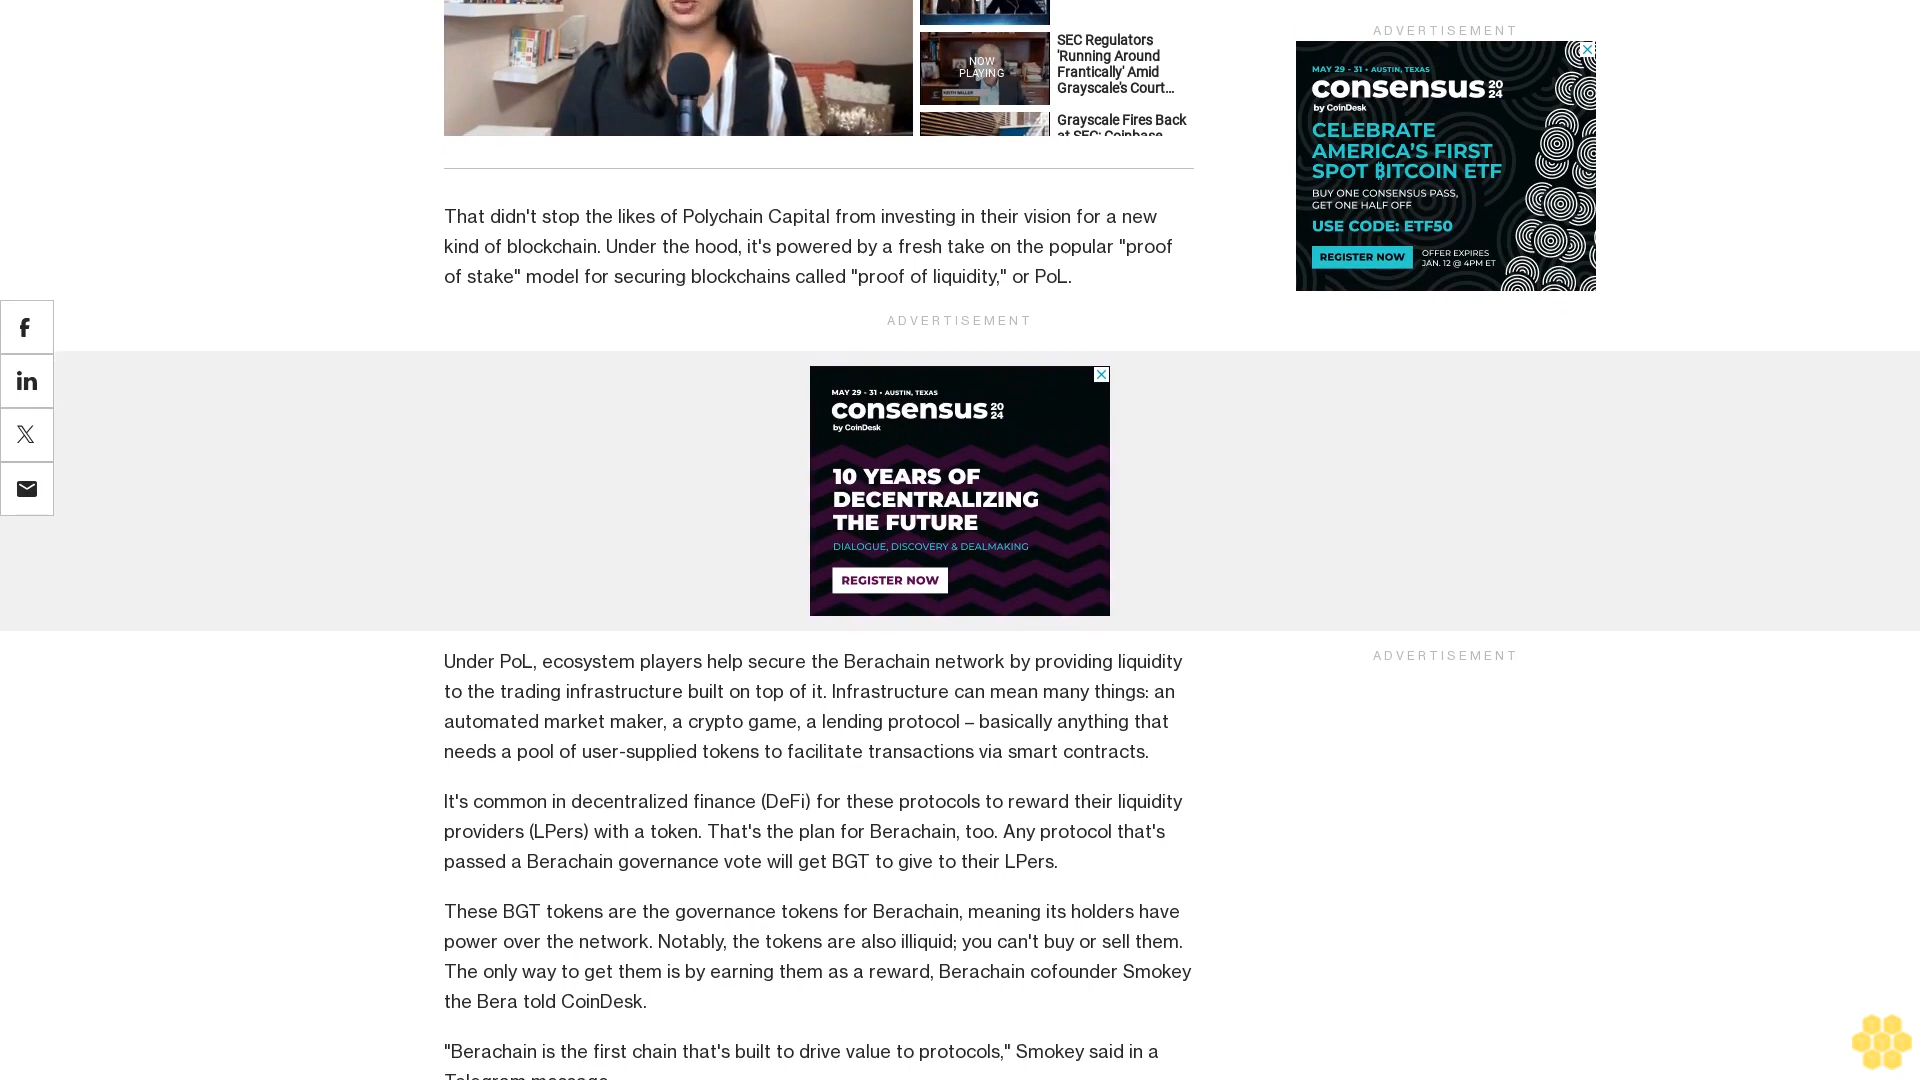 SEC Regulators
'Running Around
Frantically' Amid
Grayscale's Court...
NOW
PLAYING
KEITH MILLER
Grayscale Fires Back
at SEC; Coinbase
ADVERTISEMENT
MAY 29 - 31 • AUSTIN, TEXAS
consensus 20
24
by CoinDesk
CELEBRATE
AMERICA'S FIRST
SPOT ₿ITCOIN ETF
BUY ONE CONSENSUS PASS,
GET ONE HALF OFF
USE CODE: ETF50
REGISTER NOW
OFFER EXPIRES
JAN. 12 @ 4PM ET
That didn't stop the likes of Polychain Capital from investing in their vision for a new
kind of blockchain. Under the hood, it's powered by a fresh take on the popular "proof
of stake" model for securing blockchains called "proof of liquidity," or PoL.
ADVERTISEMENT
MAY 29 - 31 • AUSTIN, TEXAS
consensus 20
24
by CoinDesk
10 YEARS OF
DECENTRALIZING
THE FUTURE
DIALOGUE, DISCOVERY & DEALMAKING
REGISTER NOW
Under PoL, ecosystem players help secure the Berachain network by providing liquidity
to the trading infrastructure built on top of it. Infrastructure can mean many things: an
automated market maker, a crypto game, a lending protocol – basically anything that
needs a pool of user-supplied tokens to facilitate transactions via smart contracts.
ADVERTISEMENT
It's common in decentralized finance (DeFi) for these protocols to reward their liquidity
providers (LPers) with a token. That's the plan for Berachain, too. Any protocol that's
passed a Berachain governance vote will get BGT to give to their LPers.
These BGT tokens are the governance tokens for Berachain, meaning its holders have
power over the network. Notably, the tokens are also illiquid; you can't buy or sell them.
The only way to get them is by earning them as a reward, Berachain cofounder Smokey
the Bera told CoinDesk.
"Berachain is the first chain that's built to drive value to protocols," Smokey said in a
Telegram message.